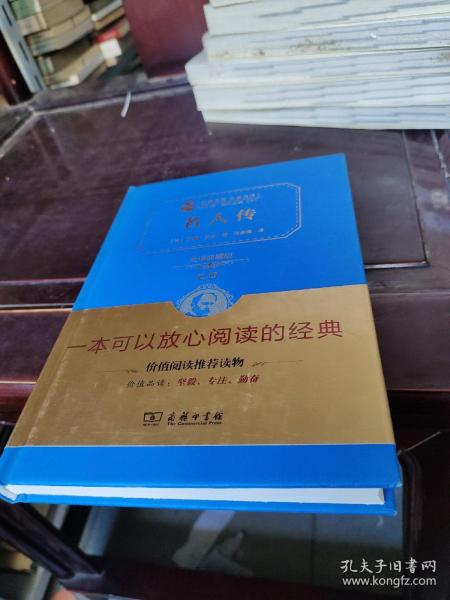 名人传
一本可以放心阅读的经典
价值阅读推荐读物
价值品读：坚毅、专注、勤奋
商务印书馆
The Commercial Press
孔夫子旧书网
www.kongfz.com